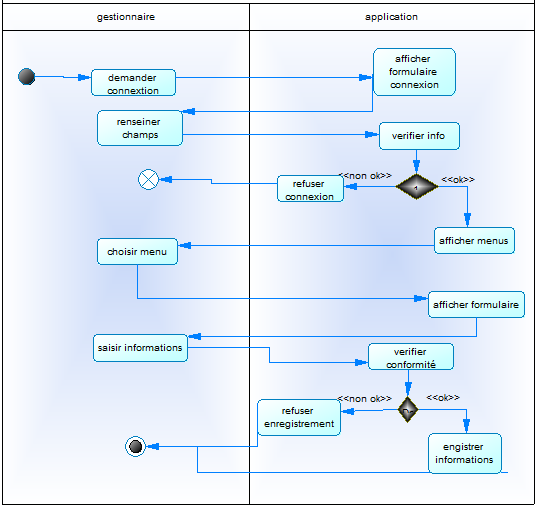 gestionnaire
application
demander
connextion
afficher
formulaire
connexion
renseiner
champs
verifier info
<<non ok>>
<<ok>>
1
refuser
connexion
afficher menus
choisir menu
afficher formulaire
saisir informations
verifier
conformité
<<non ok>>
<<ok>>
refuser
enregistrement
engistrer
informations